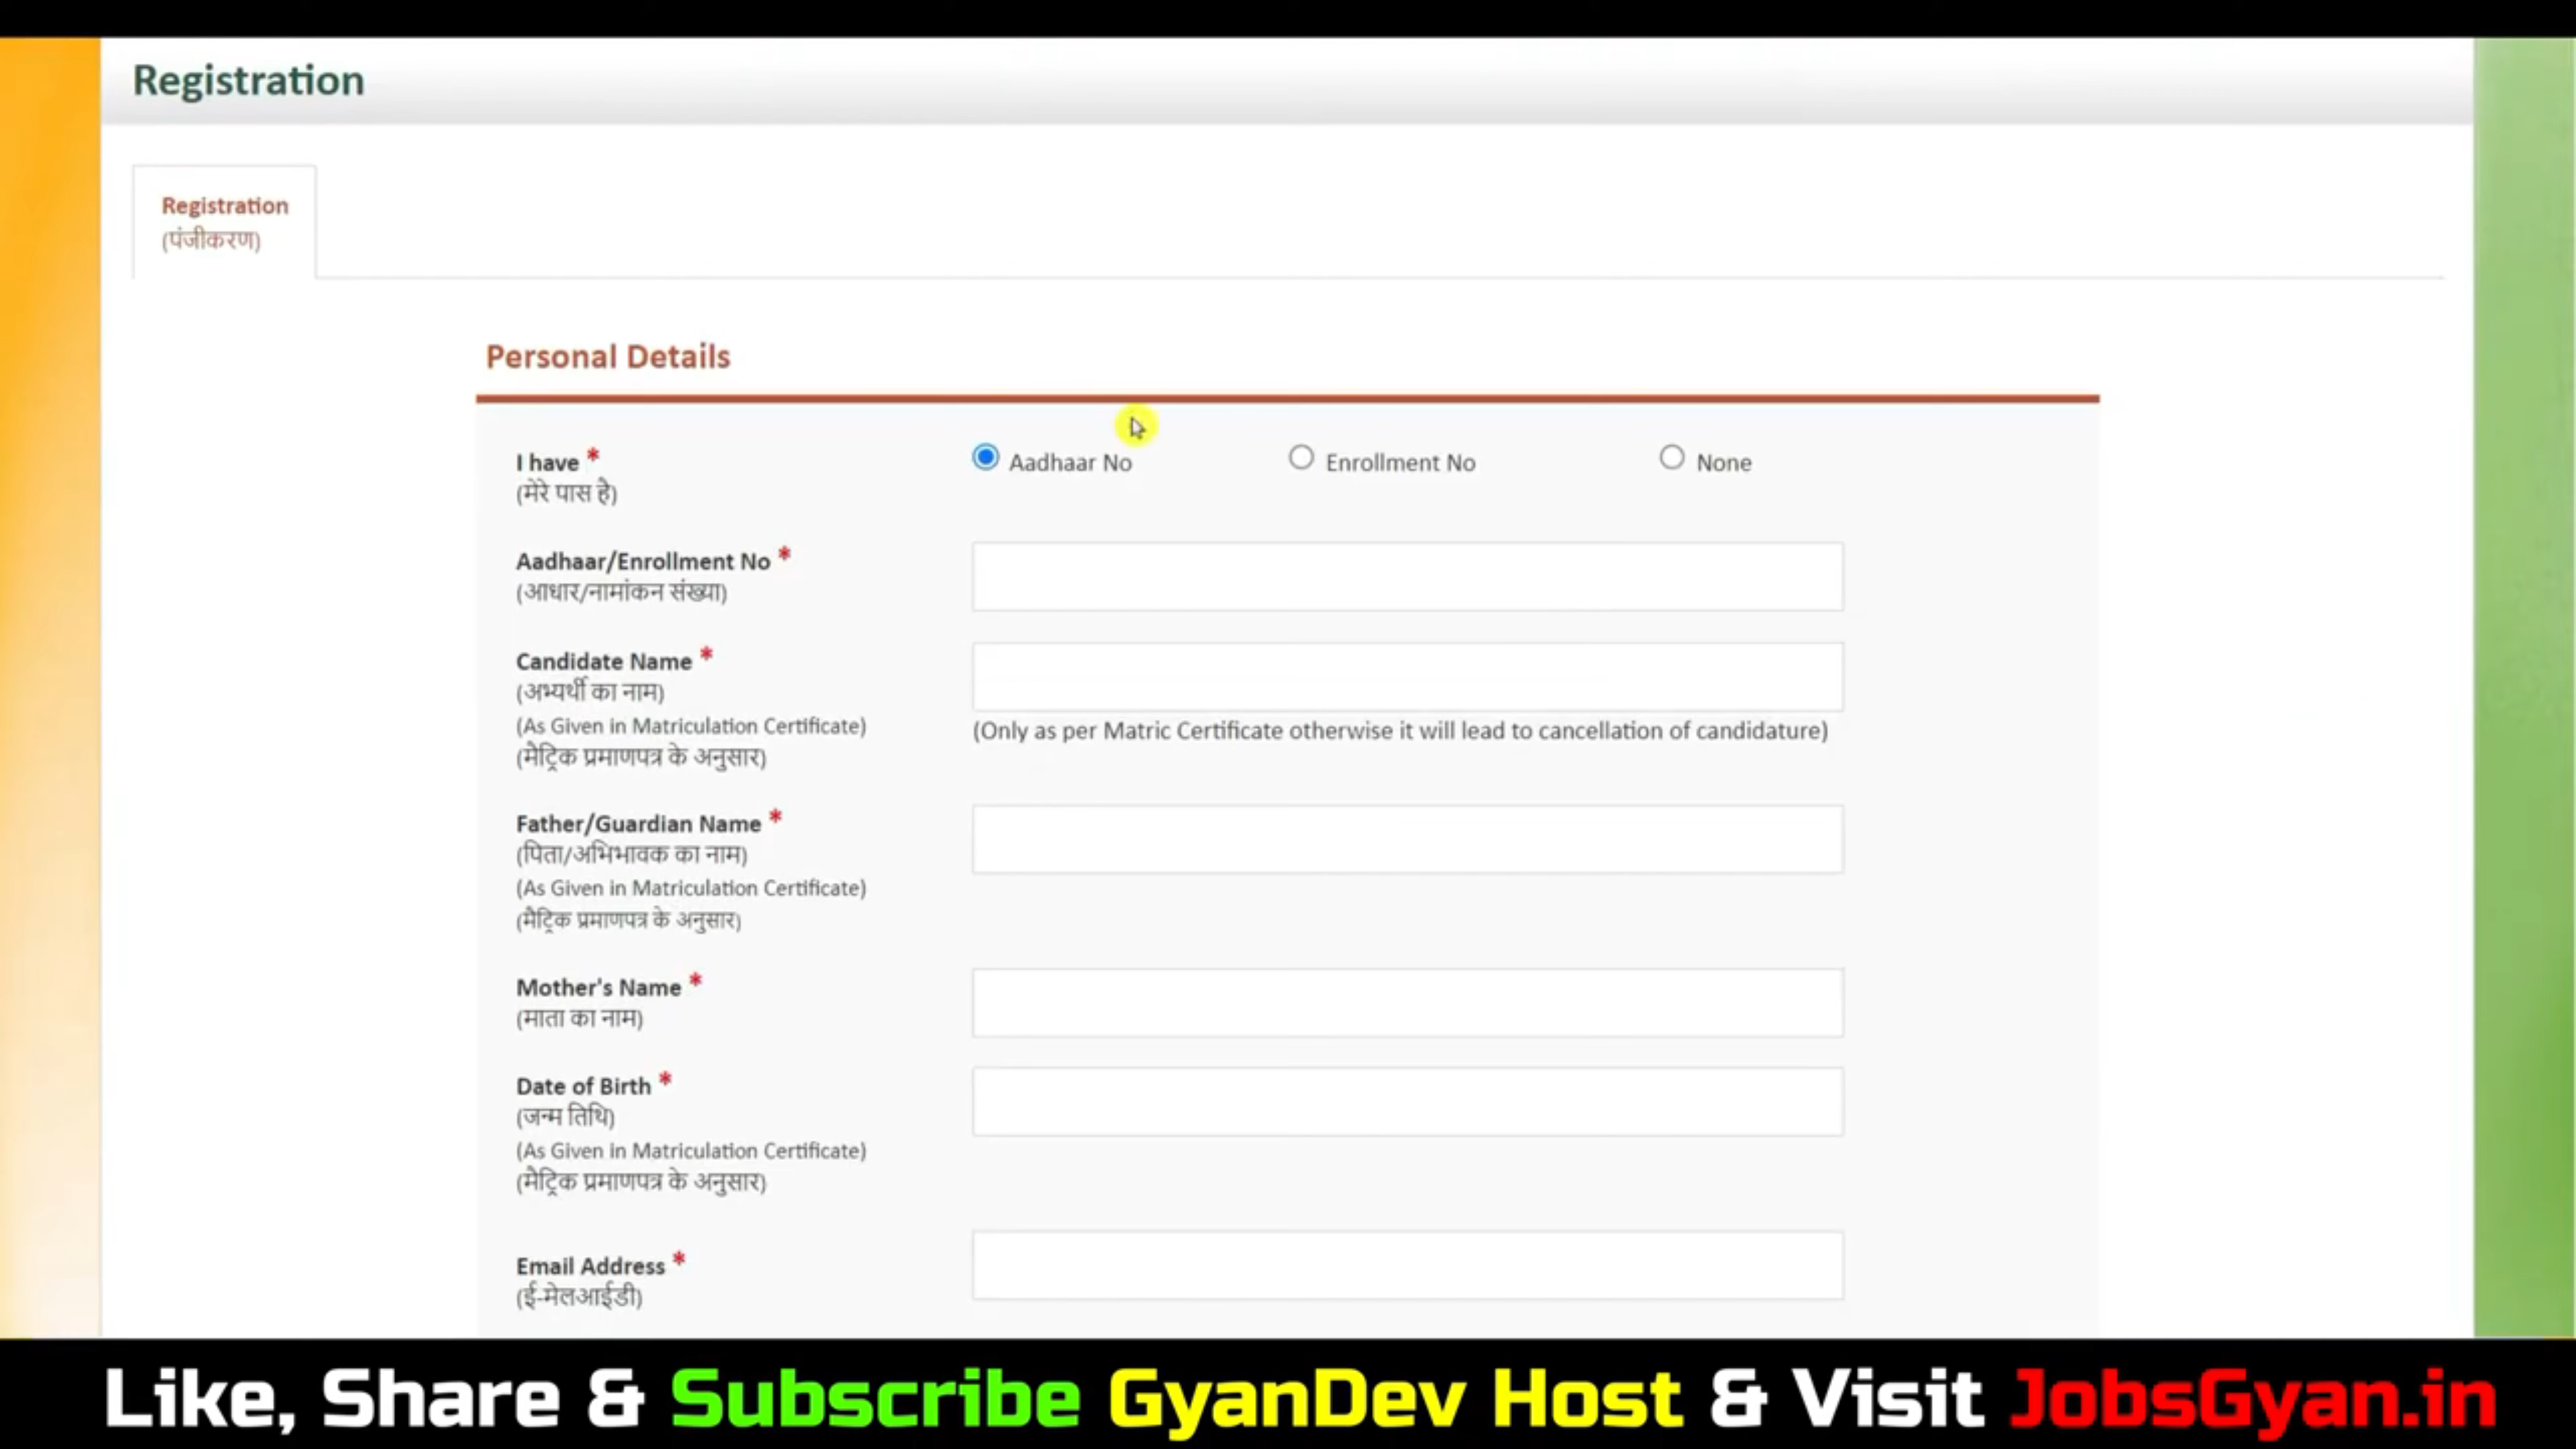 Registration
Registration
(पंजीकरण)
Personal Details
I have *
(मेरे पास है)
Aadhaar No
Enrollment No
None
Aadhaar/Enrollment No *
(आधार/नामांकन संख्या)
Candidate Name *
(अभ्यर्थी का नाम)
(As Given in Matriculation Certificate)
(मैट्रिक प्रमाणपत्र के अनुसार)
(Only as per Matric Certificate otherwise it will lead to cancellation of candidature)
Father/Guardian Name *
(पिता/अभिभावक का नाम)
(As Given in Matriculation Certificate)
(मैट्रिक प्रमाणपत्र के अनुसार)
Mother's Name *
(माता का नाम)
Date of Birth *
(जन्म तिथि)
(As Given in Matriculation Certificate)
(मैट्रिक प्रमाणपत्र के अनुसार)
Email Address *
(ई-मेलआईडी)
Like, Share & Subscribe GyanDev Host & Visit JobsGyan.in